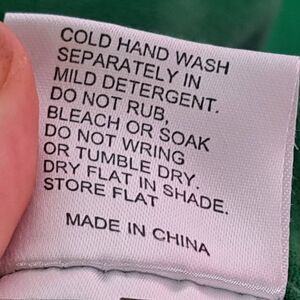 COLD HAND WASH
SEPARATELY IN
MILD DETERGENT.
DO NOT RUB,
BLEACH OR SOAK
DO NOT WRING
OR TUMBLE DRY.
DRY FLAT IN SHADE.
STORE FLAT
MADE IN CHINA